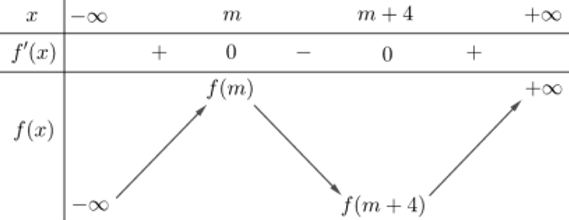 x −∞ m m + 4 +∞
f′(x) + 0 − 0 +
f(m) +∞
f(x)
−∞ f(m + 4)